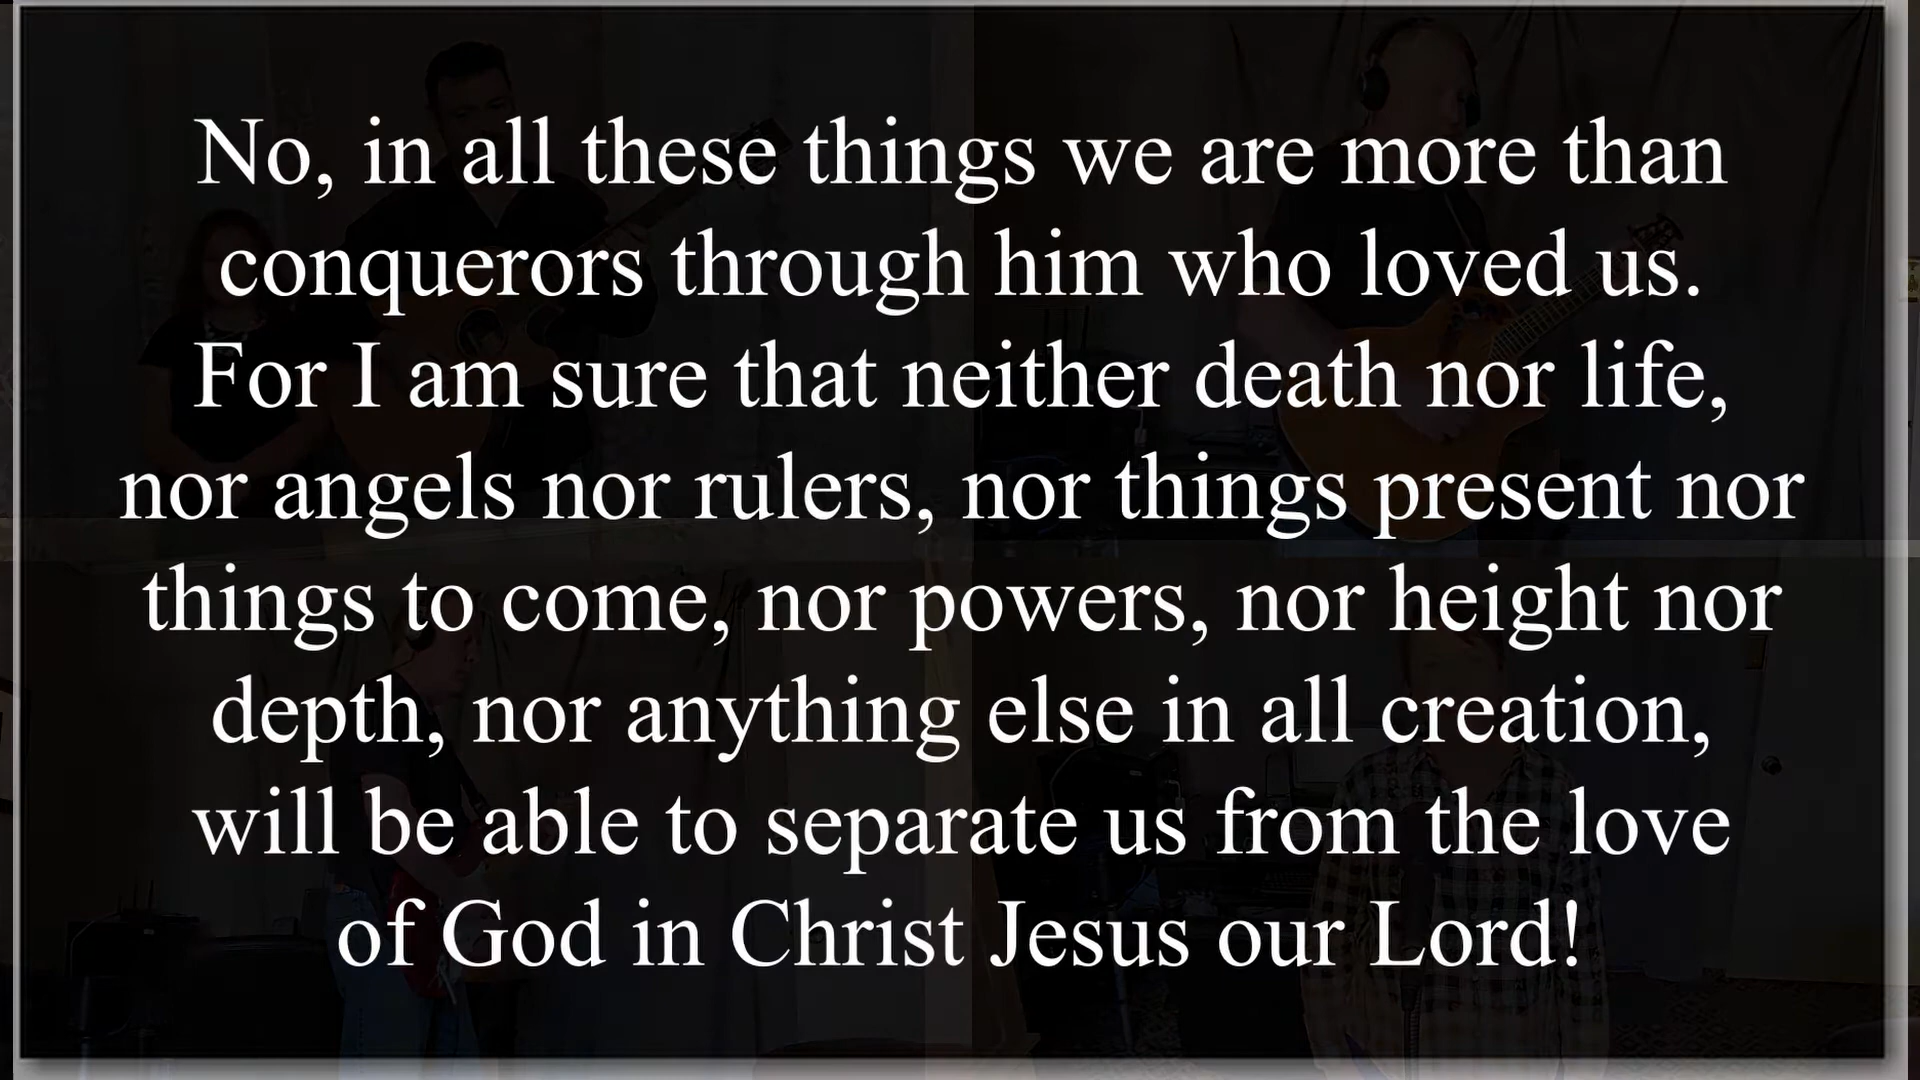 No, in all these things we are more than
conquerors through him who loved us.
For I am sure that neither death nor life,
nor angels nor rulers, nor things present nor
things to come, nor powers, nor height nor
depth, nor anything else in all creation,
will be able to separate us from the love
of God in Christ Jesus our Lord!